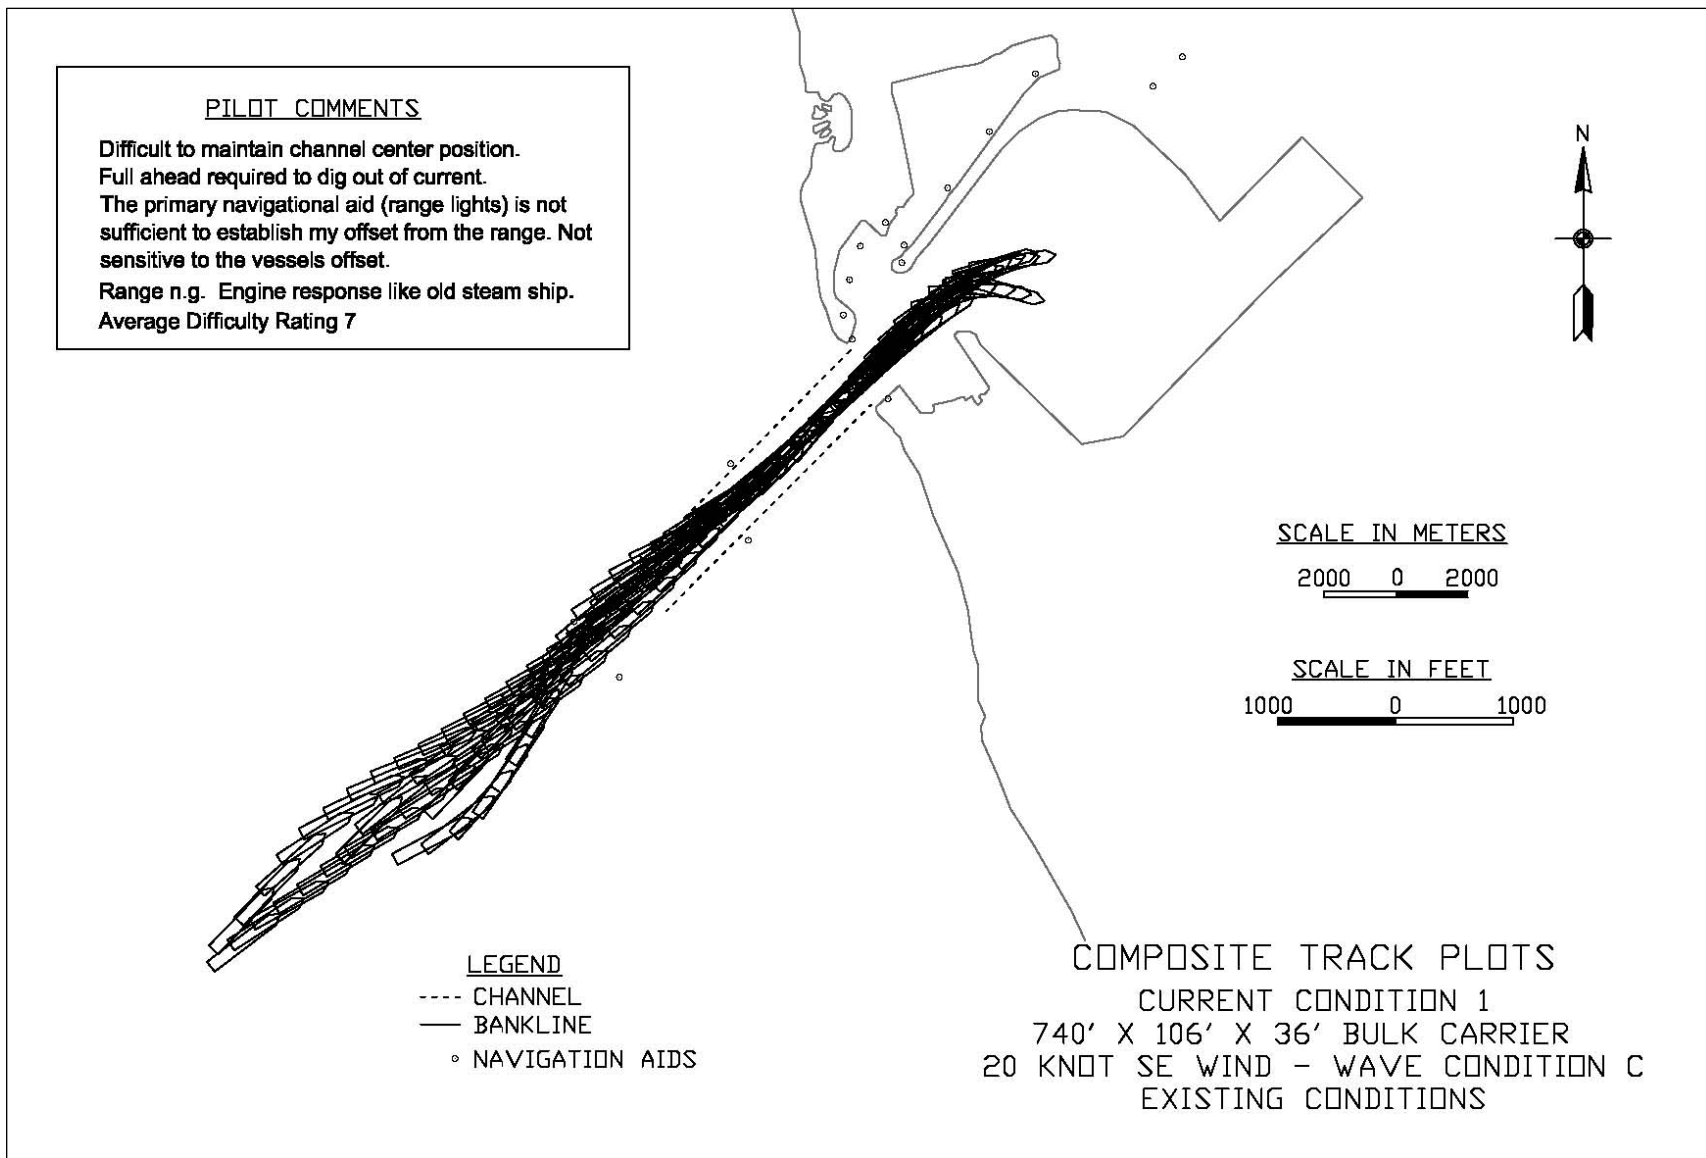 PILOT COMMENTS
Difficult to maintain channel center position.
Full ahead required to dig out of current.
The primary navigational aid (range lights) is not
sufficient to establish my offset from the range. Not
sensitive to the vessels offset.
Range n.g. Engine response like old steam ship.
Average Difficulty Rating 7
N
SCALE IN METERS
2000 0 2000
SCALE IN FEET
1000 0 1000
LEGEND
CHANNEL
BANKLINE
NAVIGATION AIDS
COMPOSITE TRACK PLOTS
CURRENT CONDITION 1
740' X 106' X 36' BULK CARRIER
20 KNOT SE WIND - WAVE CONDITION C
EXISTING CONDITIONS